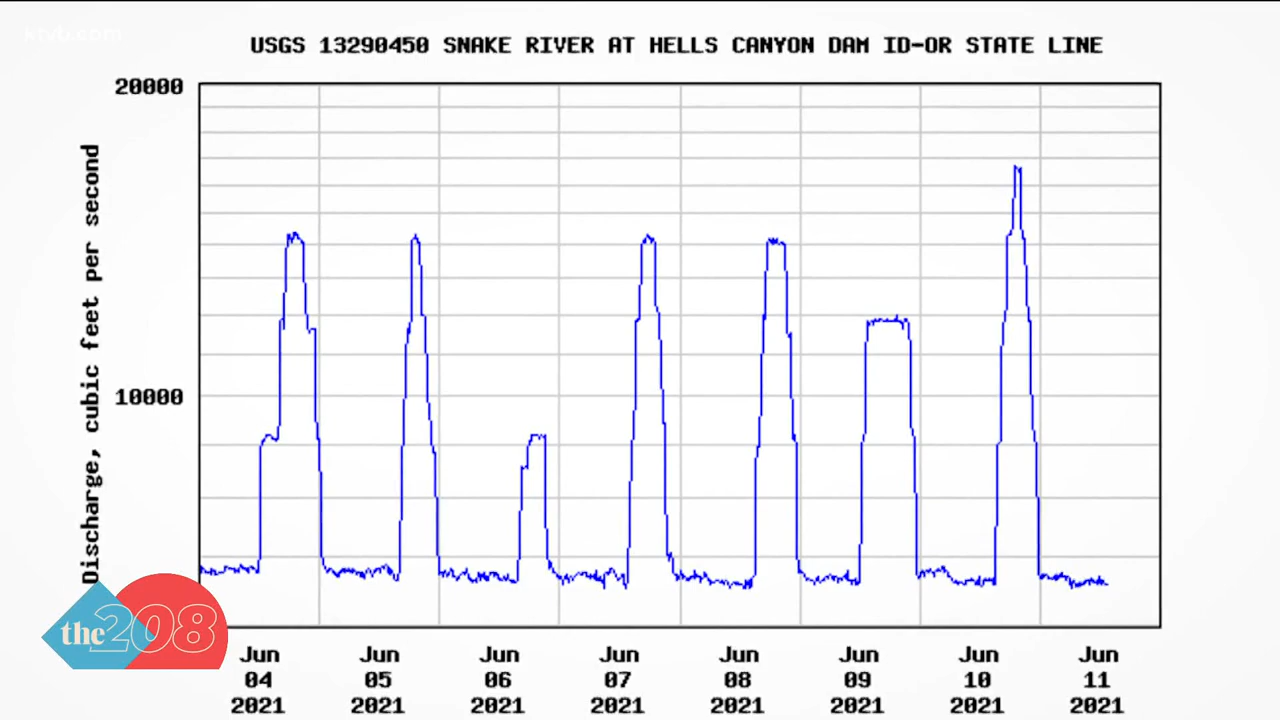 ktvb.com
USGS 13290450 SNAKE RIVER AT HELLS CANYON DAM ID-OR STATE LINE
20000
10000
Discharge, cubic feet per second
the 208
Jun Jun Jun Jun Jun Jun Jun Jun
04 05 06 07 08 09 10 11
2021 2021 2021 2021 2021 2021 2021 2021